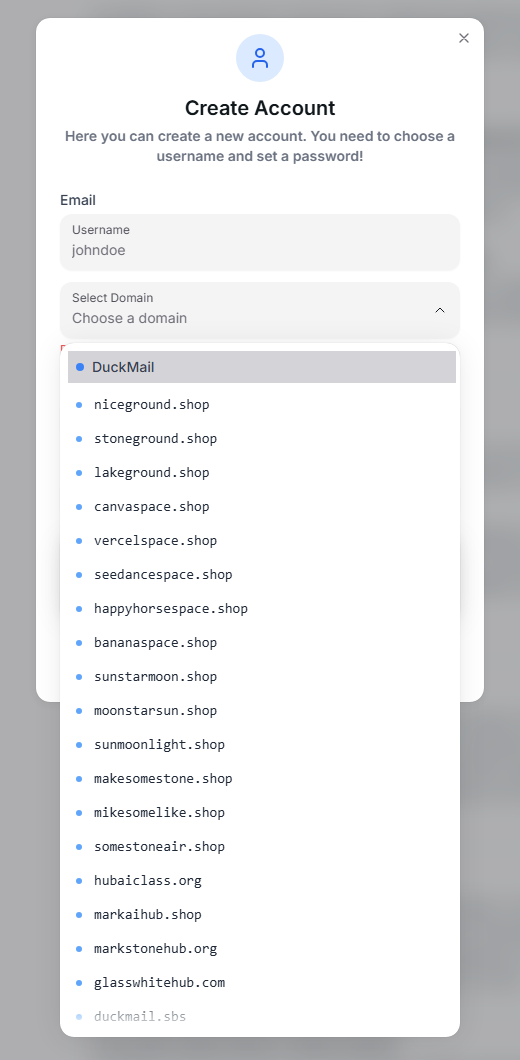 Create Account
Here you can create a new account. You need to choose a
username and set a password!
Email
Username
johndoe
Select Domain
Choose a domain
DuckMail
niceground.shop
stoneground.shop
lakeground.shop
canvaspace.shop
vercelspace.shop
seedancespace.shop
happyhorsespace.shop
bananaspace.shop
sunstarmoon.shop
moonstarsun.shop
sunmoonlight.shop
makesomestone.shop
mikesomelike.shop
somestoneair.shop
hubaiclass.org
markaihub.shop
markstonehub.org
glasswhitehub.com
duckmail.sbs